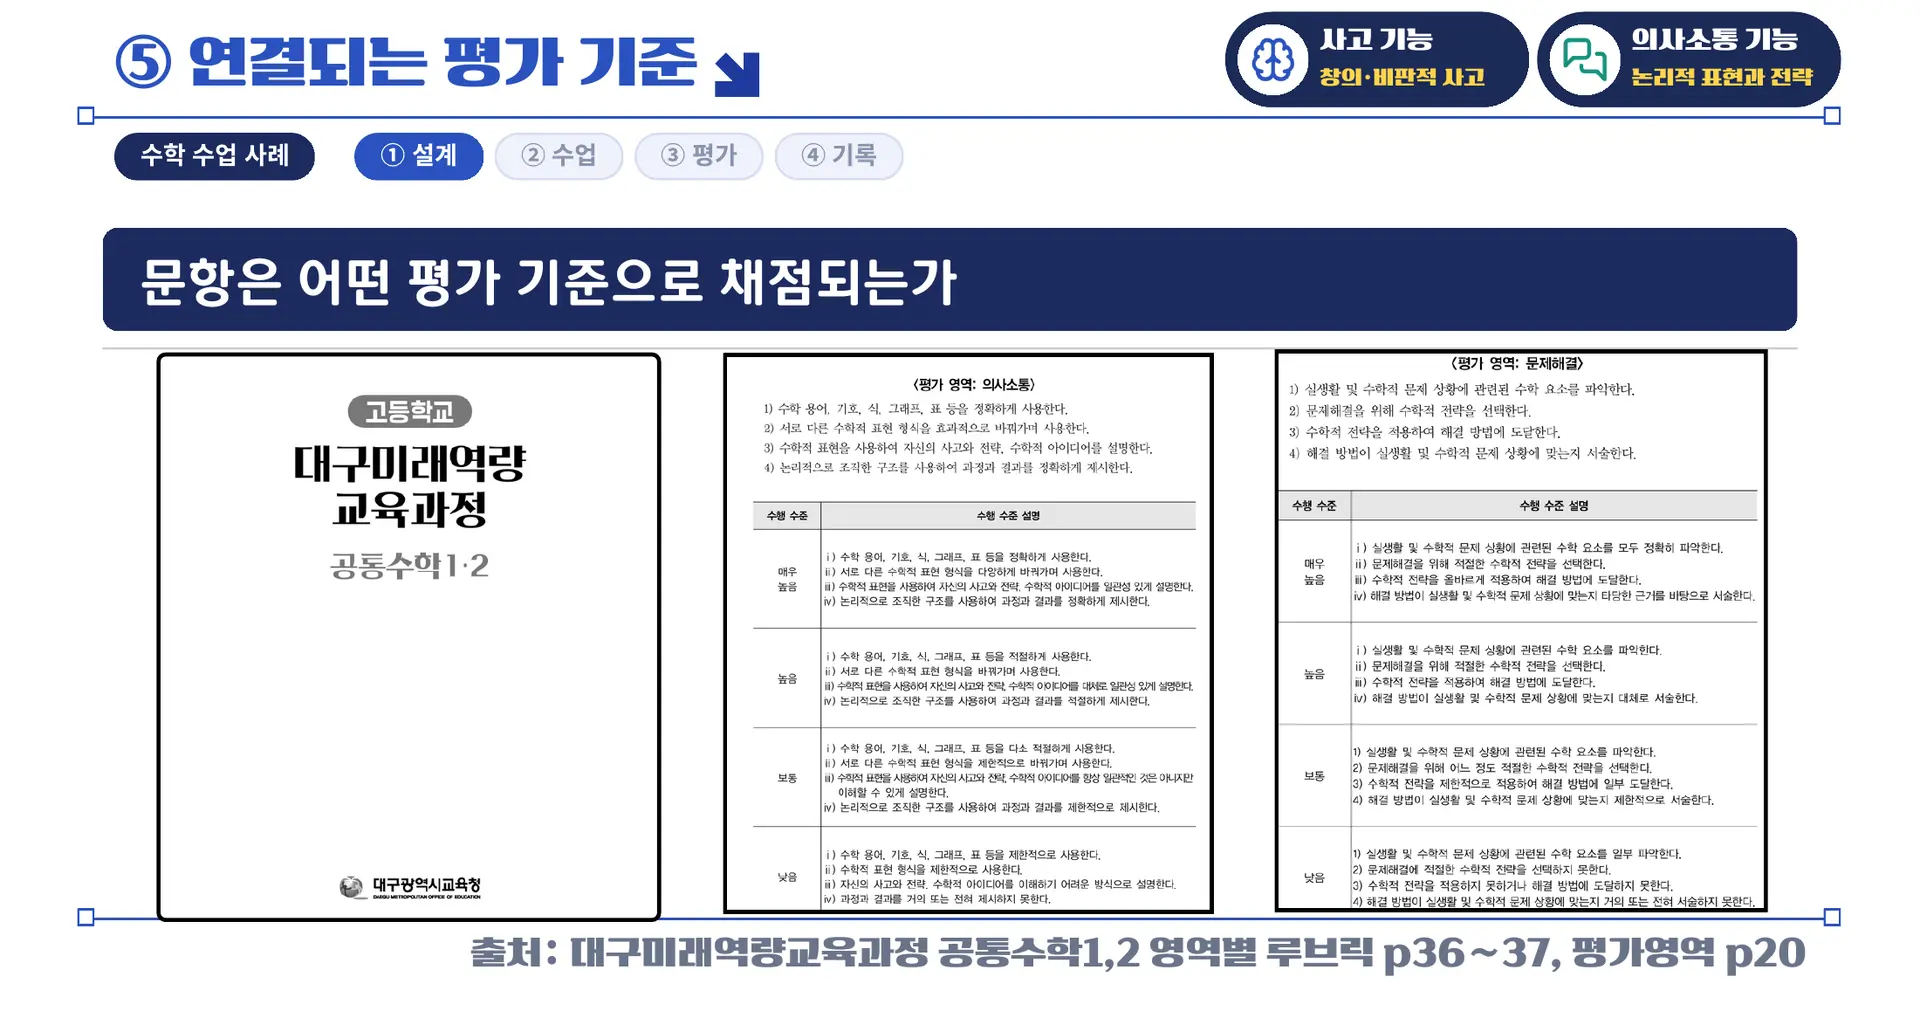 ⑤ 연결되는 평가 기준
사고 기능
창의·비판적 사고
의사소통 기능
논리적 표현과 전략
수학 수업 사례
① 설계
② 수업
③ 평가
④ 기록
문항은 어떤 평가 기준으로 채점되는가
고등학교
대구미래역량
교육과정
공통수학1·2
대구광역시교육청
DAEGU METROPOLITAN OFFICE OF EDUCATION
<평가 영역: 의사소통>
1) 수학 용어, 기호, 식, 그래프, 표 등을 정확하게 사용한다.
2) 서로 다른 수학적 표현 형식을 효과적으로 바꿔가며 사용한다.
3) 수학적 표현을 사용하여 자신의 사고와 전략, 수학적 아이디어를 설명한다.
4) 논리적으로 조직한 구조를 사용하여 과정과 결과를 정확하게 제시한다.
수행 수준
수행 수준 설명
매우
높음
ⅰ) 수학 용어, 기호, 식, 그래프, 표 등을 정확하게 사용한다.
ⅱ) 서로 다른 수학적 표현 형식을 다양하게 바꿔가며 사용한다.
ⅲ) 수학적 표현을 사용하여 자신의 사고와 전략, 수학적 아이디어를 일관성 있게 설명한다.
ⅳ) 논리적으로 조직한 구조를 사용하여 과정과 결과를 정확하게 제시한다.
높음
ⅰ) 수학 용어, 기호, 식, 그래프, 표 등을 적절하게 사용한다.
ⅱ) 서로 다른 수학적 표현 형식을 바꿔가며 사용한다.
ⅲ) 수학적 표현을 사용하여 자신의 사고와 전략, 수학적 아이디어를 대체로 일관성 있게 설명한다.
ⅳ) 논리적으로 조직한 구조를 사용하여 과정과 결과를 적절하게 제시한다.
보통
ⅰ) 수학 용어, 기호, 식, 그래프, 표 등을 다소 적절하게 사용한다.
ⅱ) 서로 다른 수학적 표현 형식을 제한적으로 바꿔가며 사용한다.
ⅲ) 수학적 표현을 사용하여 자신의 사고와 전략, 수학적 아이디어를 항상 일관적인 것은 아니지만
이해할 수 있게 설명한다.
ⅳ) 논리적으로 조직한 구조를 사용하여 과정과 결과를 제한적으로 제시한다.
낮음
ⅰ) 수학 용어, 기호, 식, 그래프, 표 등을 제한적으로 사용한다.
ⅱ) 수학적 표현 형식을 제한적으로 사용한다.
ⅲ) 자신의 사고와 전략, 수학적 아이디어를 이해하기 어려운 방식으로 설명한다.
ⅳ) 과정과 결과를 거의 또는 전혀 제시하지 못한다.
<평가 영역: 문제해결>
1) 실생활 및 수학적 문제 상황에 관련된 수학 요소를 파악한다.
2) 문제해결을 위해 수학적 전략을 선택한다.
3) 수학적 전략을 적용하여 해결 방법에 도달한다.
4) 해결 방법이 실생활 및 수학적 문제 상황에 맞는지 서술한다.
수행 수준
수행 수준 설명
매우
높음
ⅰ) 실생활 및 수학적 문제 상황에 관련된 수학 요소를 모두 정확히 파악한다.
ⅱ) 문제해결을 위해 적절한 수학적 전략을 선택한다.
ⅲ) 수학적 전략을 올바르게 적용하여 해결 방법에 도달한다.
ⅳ) 해결 방법이 실생활 및 수학적 문제 상황에 맞는지 타당한 근거를 바탕으로 서술한다.
높음
ⅰ) 실생활 및 수학적 문제 상황에 관련된 수학 요소를 파악한다.
ⅱ) 문제해결을 위해 적절한 수학적 전략을 선택한다.
ⅲ) 수학적 전략을 적용하여 해결 방법에 도달한다.
ⅳ) 해결 방법이 실생활 및 수학적 문제 상황에 맞는지 대체로 서술한다.
보통
1) 실생활 및 수학적 문제 상황에 관련된 수학 요소를 파악한다.
2) 문제해결을 위해 어느 정도 적절한 수학적 전략을 선택한다.
3) 수학적 전략을 제한적으로 적용하여 해결 방법에 일부 도달한다.
4) 해결 방법이 실생활 및 수학적 문제 상황에 맞는지 제한적으로 서술한다.
낮음
1) 실생활 및 수학적 문제 상황에 관련된 수학 요소를 일부 파악한다.
2) 문제해결에 적절한 수학적 전략을 선택하지 못한다.
3) 수학적 전략을 적용하지 못하거나 해결 방법에 도달하지 못한다.
4) 해결 방법이 실생활 및 수학적 문제 상황에 맞는지 거의 또는 전혀 서술하지 못한다.
출처: 대구미래역량교육과정 공통수학1,2 영역별 루브릭 p36~37, 평가영역 p20